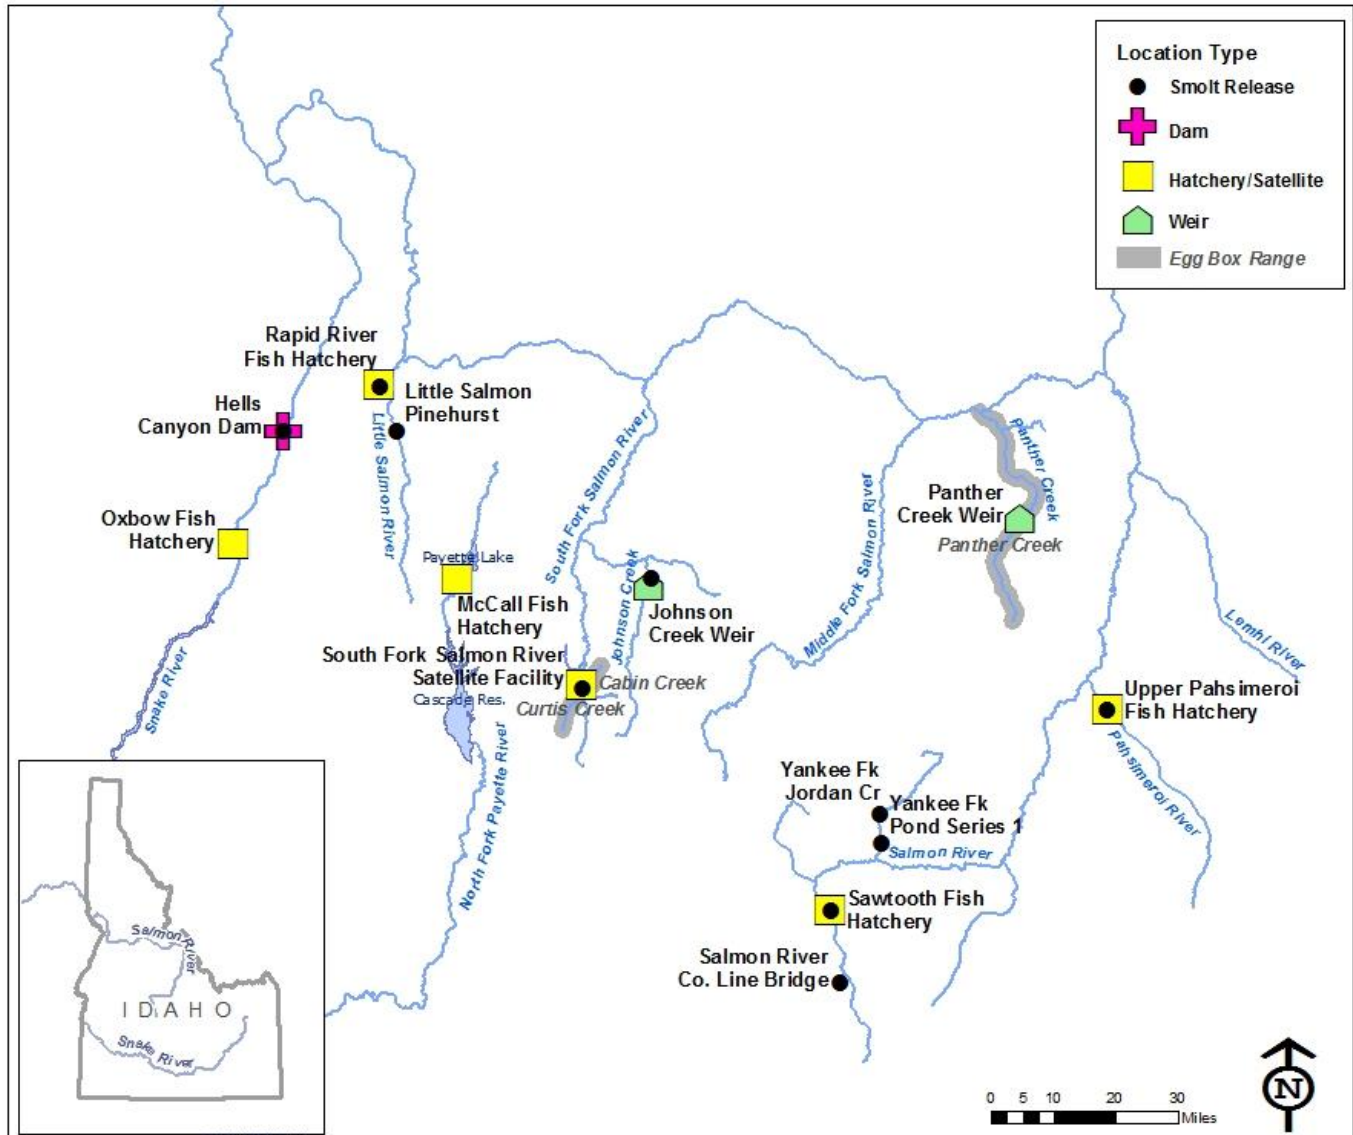 Location Type
Smolt Release
Dam
Hatchery/Satellite
Weir
Egg Box Range
Rapid River
Fish Hatchery
Hells
Canyon Dam
Little Salmon
Pinehurst
Little Salmon River
Oxbow Fish
Hatchery
Snake River
Payette Lake
McCall Fish
Hatchery
South Fork Salmon River
South Fork Salmon River
Satellite Facility
Cascade Res.
Cabin Creek
Curtis Creek
Johnson Creek
Johnson
Creek Weir
North Fork Payette River
Middle Fork Salmon River
Panther Creek
Panther
Creek Weir
Panther Creek
Lemhi River
Upper Pahsimeroi
Fish Hatchery
Pahsimeroi River
Yankee Fk
Jordan Cr
Yankee Fk
Pond Series 1
Salmon River
Sawtooth Fish
Hatchery
Salmon River
Co. Line Bridge
Salmon River
IDAHO
Snake River
0 5 10 20 30
Miles
N